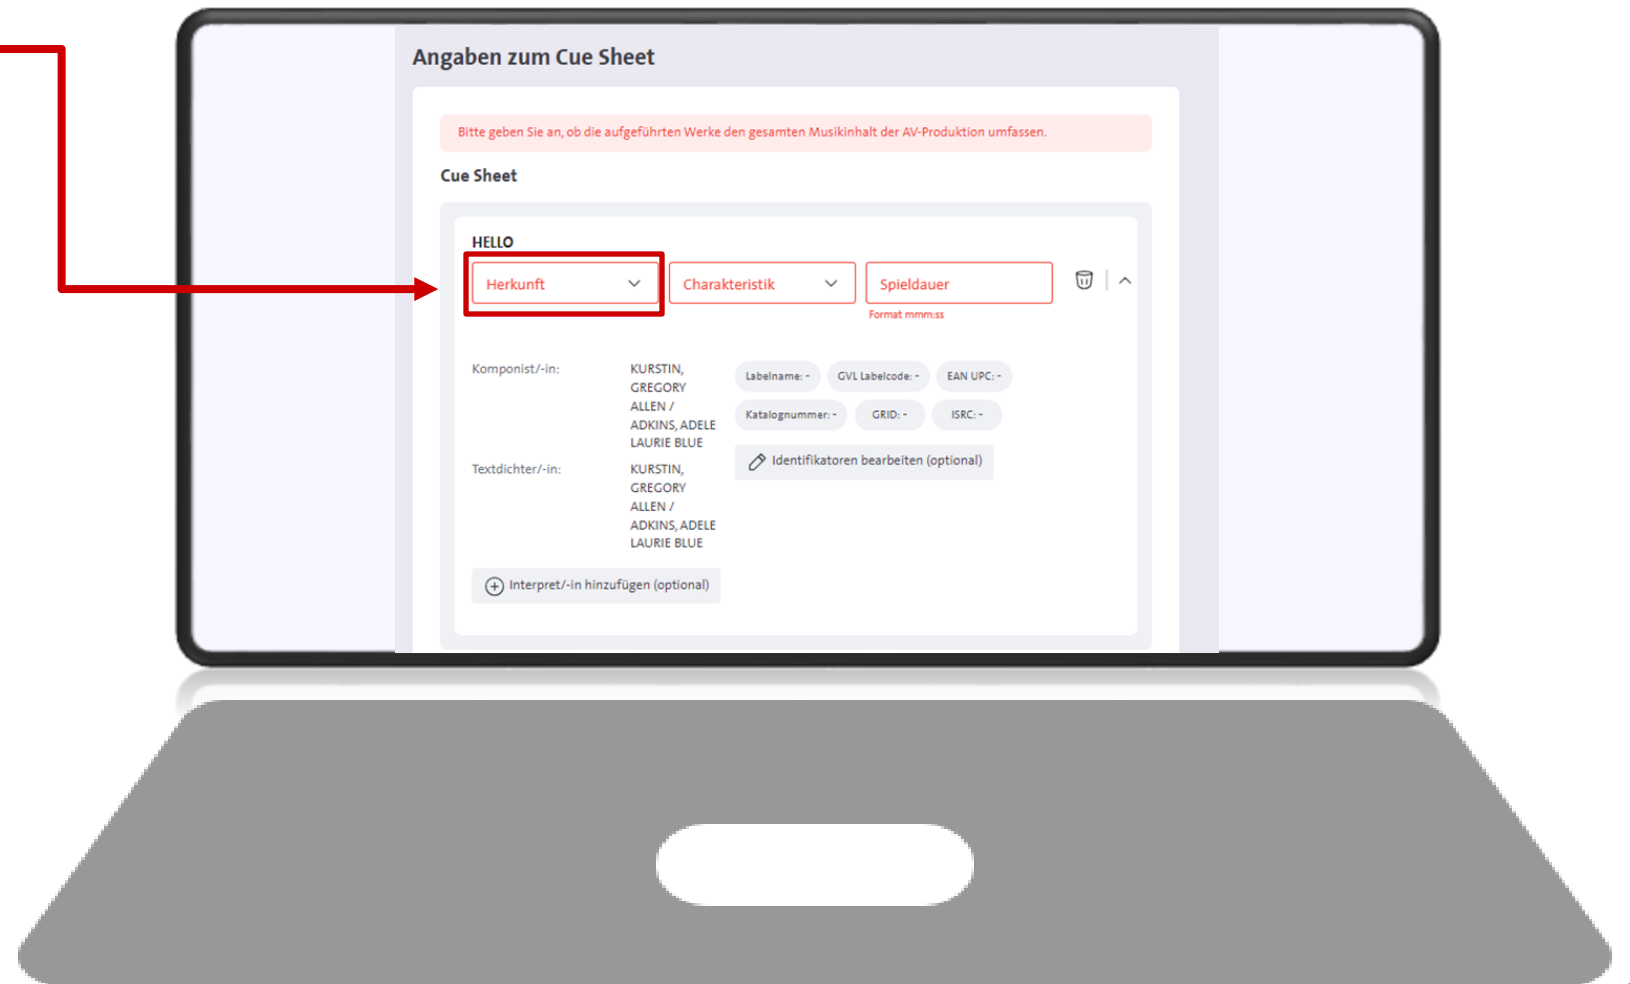 Angaben zum Cue Sheet
Bitte geben Sie an, ob die aufgeführten Werke den gesamten Musikinhalt der AV-Produktion umfassen.
Cue Sheet
HELLO
Herkunft
Charakteristik
Spieldauer
Format mmm:ss
Komponist/-in:
KURSTIN,
GREGORY
ALLEN /
ADKINS, ADELE
LAURIE BLUE
Labelname: -
GVL Labelcode: -
EAN UPC: -
Katalognummer: -
GRID: -
ISRC: -
Identifikatoren bearbeiten (optional)
Textdichter/-in:
KURSTIN,
GREGORY
ALLEN /
ADKINS, ADELE
LAURIE BLUE
Interpret/-in hinzufügen (optional)